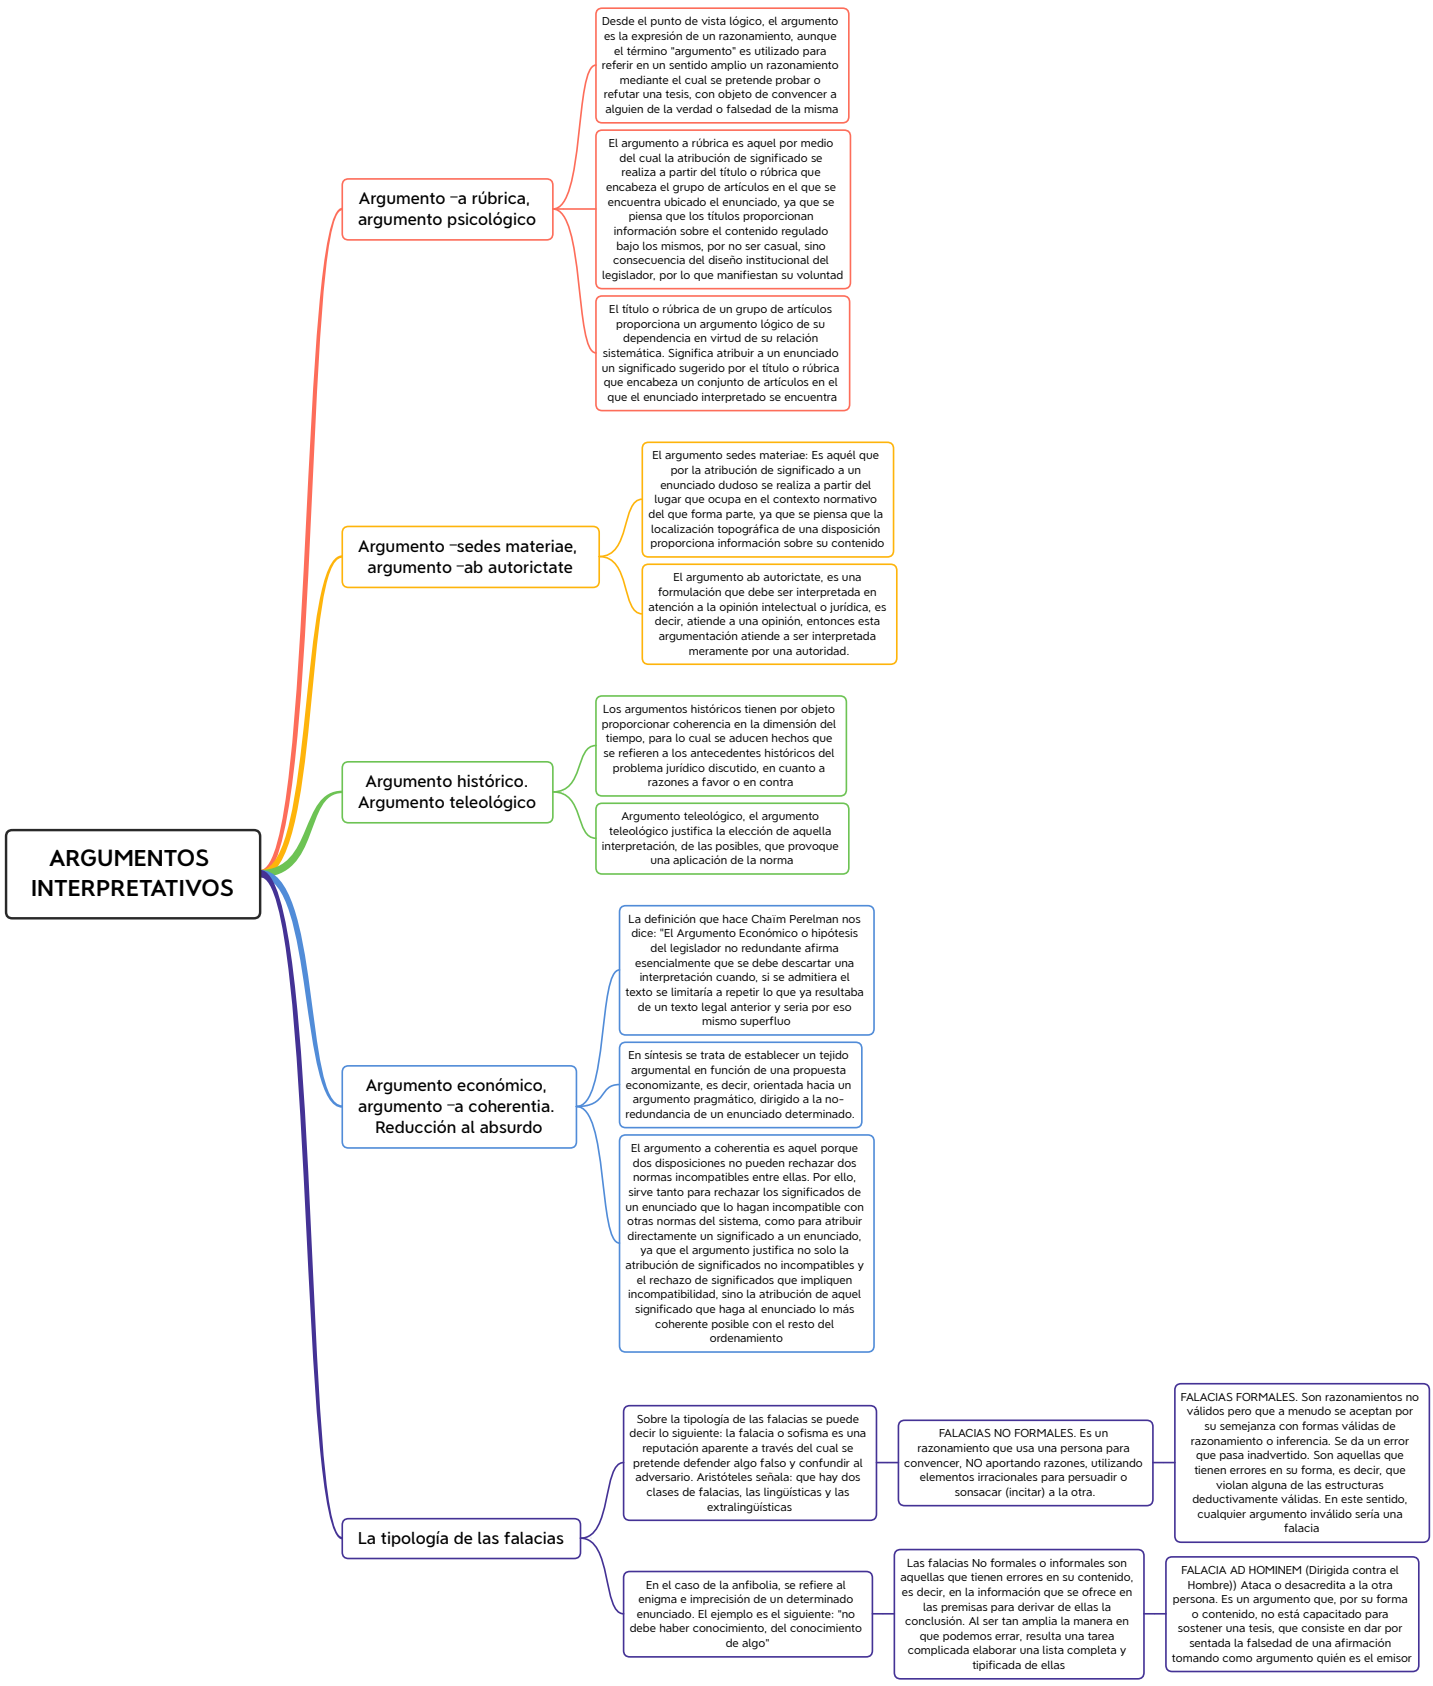 ARGUMENTOS
INTERPRETATIVOS
Argumento –a rúbrica,
argumento psicológico
Desde el punto de vista lógico, el argumento
es la expresión de un razonamiento, aunque
el término "argumento" es utilizado para
referir en un sentido amplio un razonamiento
mediante el cual se pretende probar o
refutar una tesis, con objeto de convencer a
alguien de la verdad o falsedad de la misma
El argumento a rúbrica es aquel por medio
del cual la atribución de significado se
realiza a partir del título o rúbrica que
encabeza el grupo de artículos en el que se
encuentra ubicado el enunciado, ya que se
piensa que los títulos proporcionan
información sobre el contenido regulado
bajo los mismos, por no ser casual, sino
consecuencia del diseño institucional del
legislador, por lo que manifiestan su voluntad
El título o rúbrica de un grupo de artículos
proporciona un argumento lógico de su
dependencia en virtud de su relación
sistemática. Significa atribuir a un enunciado
un significado sugerido por el título o rúbrica
que encabeza un conjunto de artículos en el
que el enunciado interpretado se encuentra
Argumento –sedes materiae,
argumento –ab autorictate
El argumento sedes materiae: Es aquél que
por la atribución de significado a un
enunciado dudoso se realiza a partir del
lugar que ocupa en el contexto normativo
del que forma parte, ya que se piensa que la
localización topográfica de una disposición
proporciona información sobre su contenido
El argumento ab autorictate, es una
formulación que debe ser interpretada en
atención a la opinión intelectual o jurídica, es
decir, atiende a una opinión, entonces esta
argumentación atiende a ser interpretada
meramente por una autoridad.
Argumento histórico.
Argumento teleológico
Los argumentos históricos tienen por objeto
proporcionar coherencia en la dimensión del
tiempo, para lo cual se aducen hechos que
se refieren a los antecedentes históricos del
problema jurídico discutido, en cuanto a
razones a favor o en contra
Argumento teleológico, el argumento
teleológico justifica la elección de aquella
interpretación, de las posibles, que provoque
una aplicación de la norma
Argumento económico,
argumento –a coherentia.
Reducción al absurdo
La definición que hace Chaïm Perelman nos
dice: "El Argumento Económico o hipótesis
del legislador no redundante afirma
esencialmente que se debe descartar una
interpretación cuando, si se admitiera el
texto se limitaría a repetir lo que ya resultaba
de un texto legal anterior y seria por eso
mismo superfluo
En síntesis se trata de establecer un tejido
argumental en función de una propuesta
economizante, es decir, orientada hacia un
argumento pragmático, dirigido a la no-
redundancia de un enunciado determinado.
El argumento a coherentia es aquel porque
dos disposiciones no pueden rechazar dos
normas incompatibles entre ellas. Por ello,
sirve tanto para rechazar los significados de
un enunciado que lo hagan incompatible con
otras normas del sistema, como para atribuir
directamente un significado a un enunciado,
ya que el argumento justifica no solo la
atribución de significados no incompatibles y
el rechazo de significados que impliquen
incompatibilidad, sino la atribución de aquel
significado que haga al enunciado lo más
coherente posible con el resto del
ordenamiento
La tipología de las falacias
Sobre la tipología de las falacias se puede
decir lo siguiente: la falacia o sofisma es una
reputación aparente a través del cual se
pretende defender algo falso y confundir al
adversario. Aristóteles señala: que hay dos
clases de falacias, las lingüísticas y las
extralingüísticas
FALACIAS NO FORMALES. Es un
razonamiento que usa una persona para
convencer, NO aportando razones, utilizando
elementos irracionales para persuadir o
sonsacar (incitar) a la otra.
FALACIAS FORMALES. Son razonamientos no
válidos pero que a menudo se aceptan por
su semejanza con formas válidas de
razonamiento o inferencia. Se da un error
que pasa inadvertido. Son aquellas que
tienen errores en su forma, es decir, que
violan alguna de las estructuras
deductivamente válidas. En este sentido,
cualquier argumento inválido sería una
falacia
En el caso de la anfibolia, se refiere al
enigma e imprecisión de un determinado
enunciado. El ejemplo es el siguiente: "no
debe haber conocimiento, del conocimiento
de algo"
Las falacias No formales o informales son
aquellas que tienen errores en su contenido,
es decir, en la información que se ofrece en
las premisas para derivar de ellas la
conclusión. Al ser tan amplia la manera en
que podemos errar, resulta una tarea
complicada elaborar una lista completa y
tipificada de ellas
FALACIA AD HOMINEM (Dirigida contra el
Hombre)) Ataca o desacredita a la otra
persona. Es un argumento que, por su forma
o contenido, no está capacitado para
sostener una tesis, que consiste en dar por
sentada la falsedad de una afirmación
tomando como argumento quién es el emisor